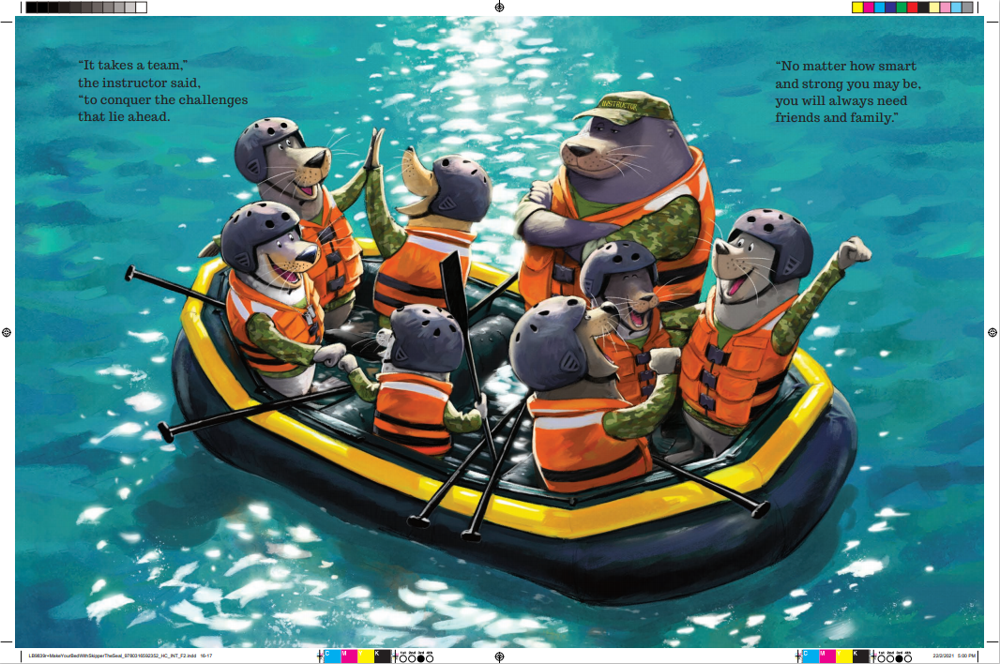 “It takes a team,”
the instructor said,
“to conquer the challenges
that lie ahead.
“No matter how smart
and strong you may be,
you will always need
friends and family.”
INSTRUCTOR
LB9839r+MakeYourBedWithSkipperTheSeal_9780316592352_HC_INT_F2.indd 16-17
C M Y K 1st 2nd 3rd 4th
C M Y K 1st 2nd 3rd 4th
22/2/2021 5:00 PM